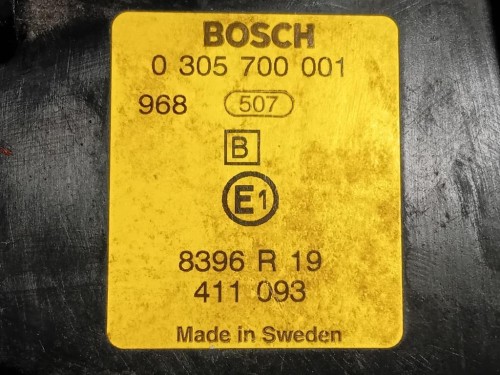 BOSCH
0 305 700 001
968 507
B
E1
8396 R 19
411 093
Made in Sweden